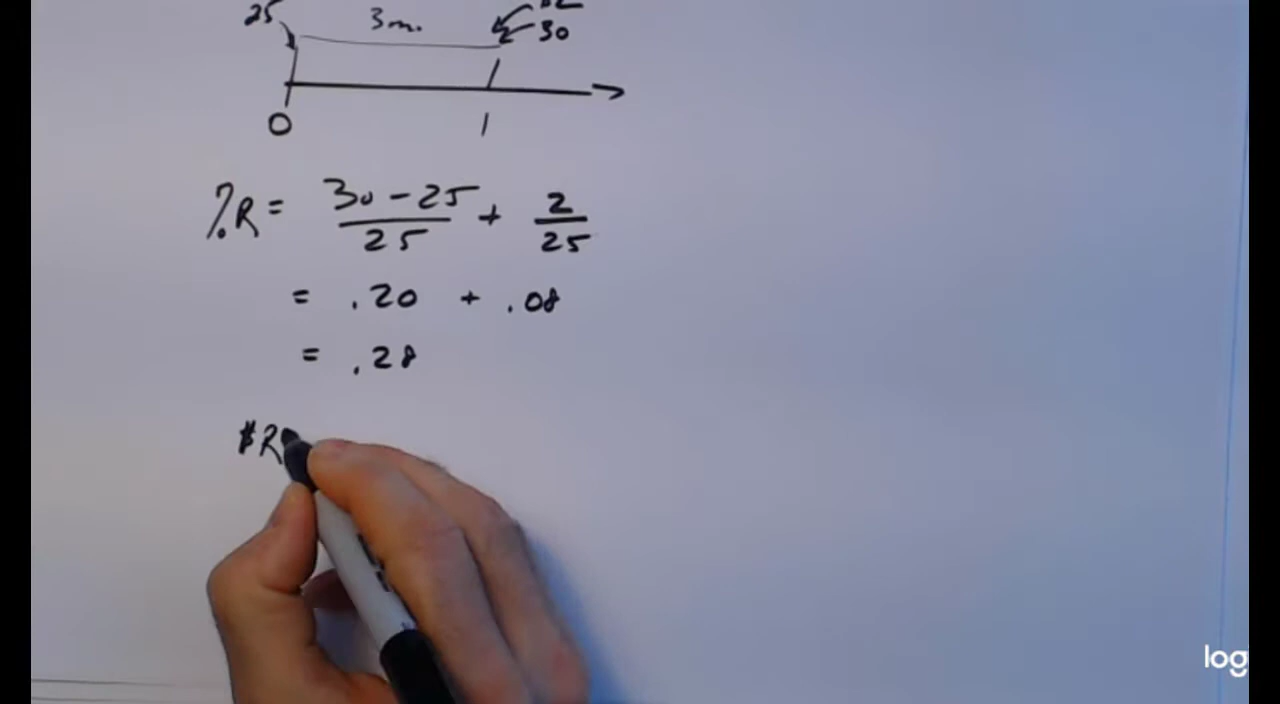 25 3m. 30
0 1
%R = 30 - 25 / 25 + 2 / 25
= .20 + .08
= .28
$R
log